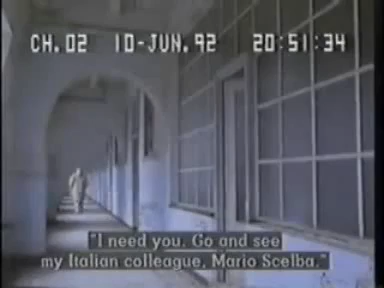 CH.02 10-JUN.92 20:51:34
"I need you. Go and see
my Italian colleague, Mario Scelba."